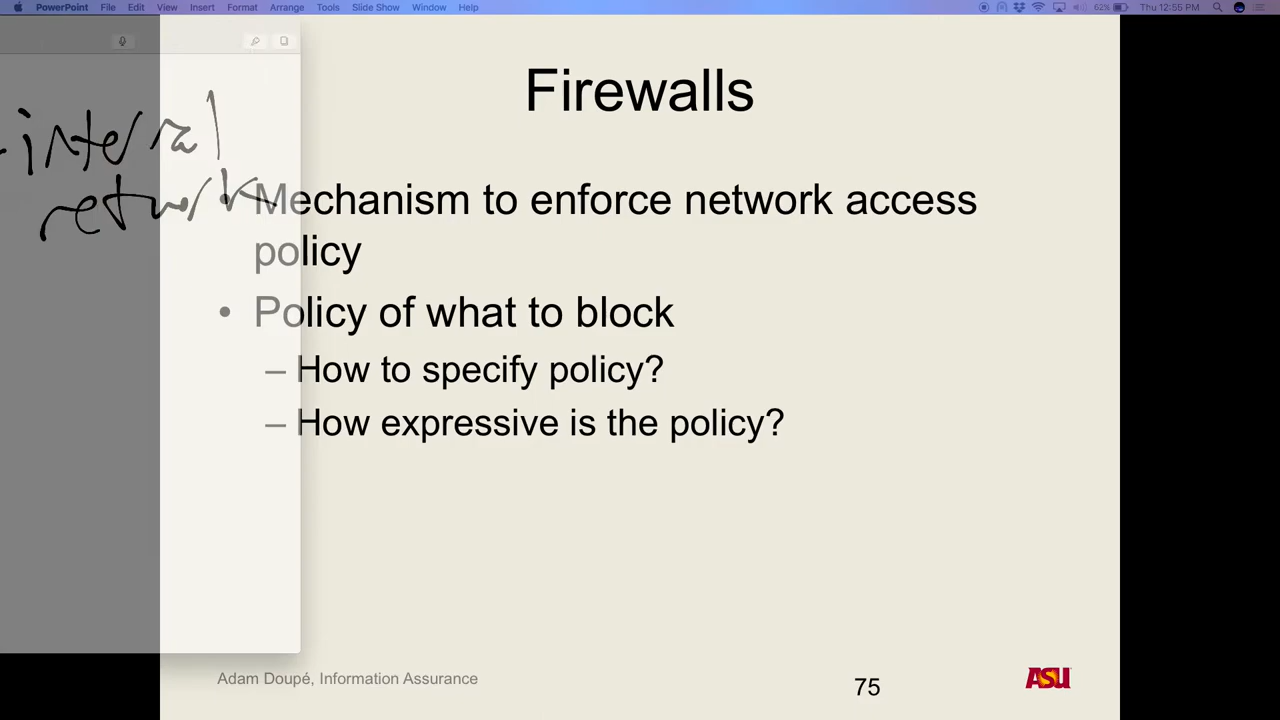 PowerPoint File Edit View Insert Format Arrange Tools Slide Show Window Help 62% Thu 12:55 PM
Firewalls
internal
network
• Mechanism to enforce network access
policy
• Policy of what to block
– How to specify policy?
– How expressive is the policy?
Adam Doupé, Information Assurance
75
ASU